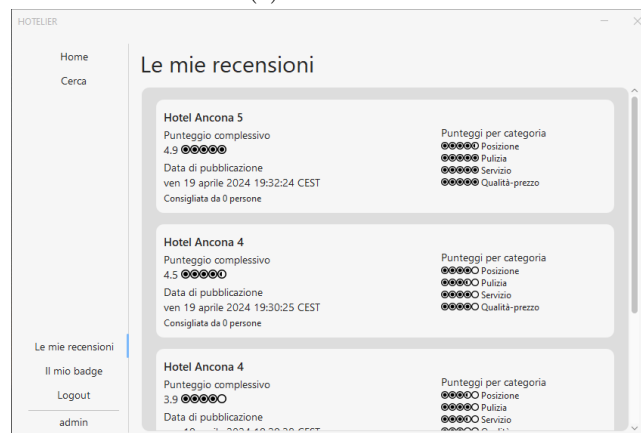 HOTELIER
Home
Cerca
Le mie recensioni
Il mio badge
Logout
admin
Le mie recensioni
Hotel Ancona 5
Punteggio complessivo
4.9
Data di pubblicazione
ven 19 aprile 2024 19:32:24 CEST
Consigliata da 0 persone
Punteggi per categoria
Posizione
Pulizia
Servizio
Qualità-prezzo
Hotel Ancona 4
Punteggio complessivo
4.5
Data di pubblicazione
ven 19 aprile 2024 19:30:25 CEST
Consigliata da 0 persone
Punteggi per categoria
Posizione
Pulizia
Servizio
Qualità-prezzo
Hotel Ancona 4
Punteggio complessivo
3.9
Data di pubblicazione
Punteggi per categoria
Posizione
Pulizia
Servizio